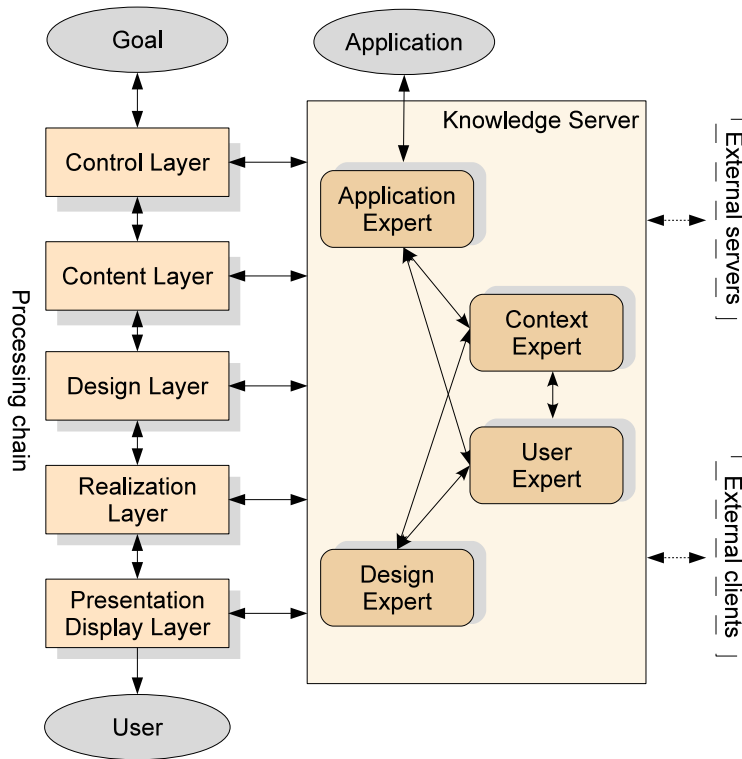 Goal
Application
Knowledge Server
Control Layer
Application
Expert
External servers
Content Layer
Context
Expert
Processing chain
Design Layer
User
Expert
Realization
Layer
External clients
Design
Expert
Presentation
Display Layer
User